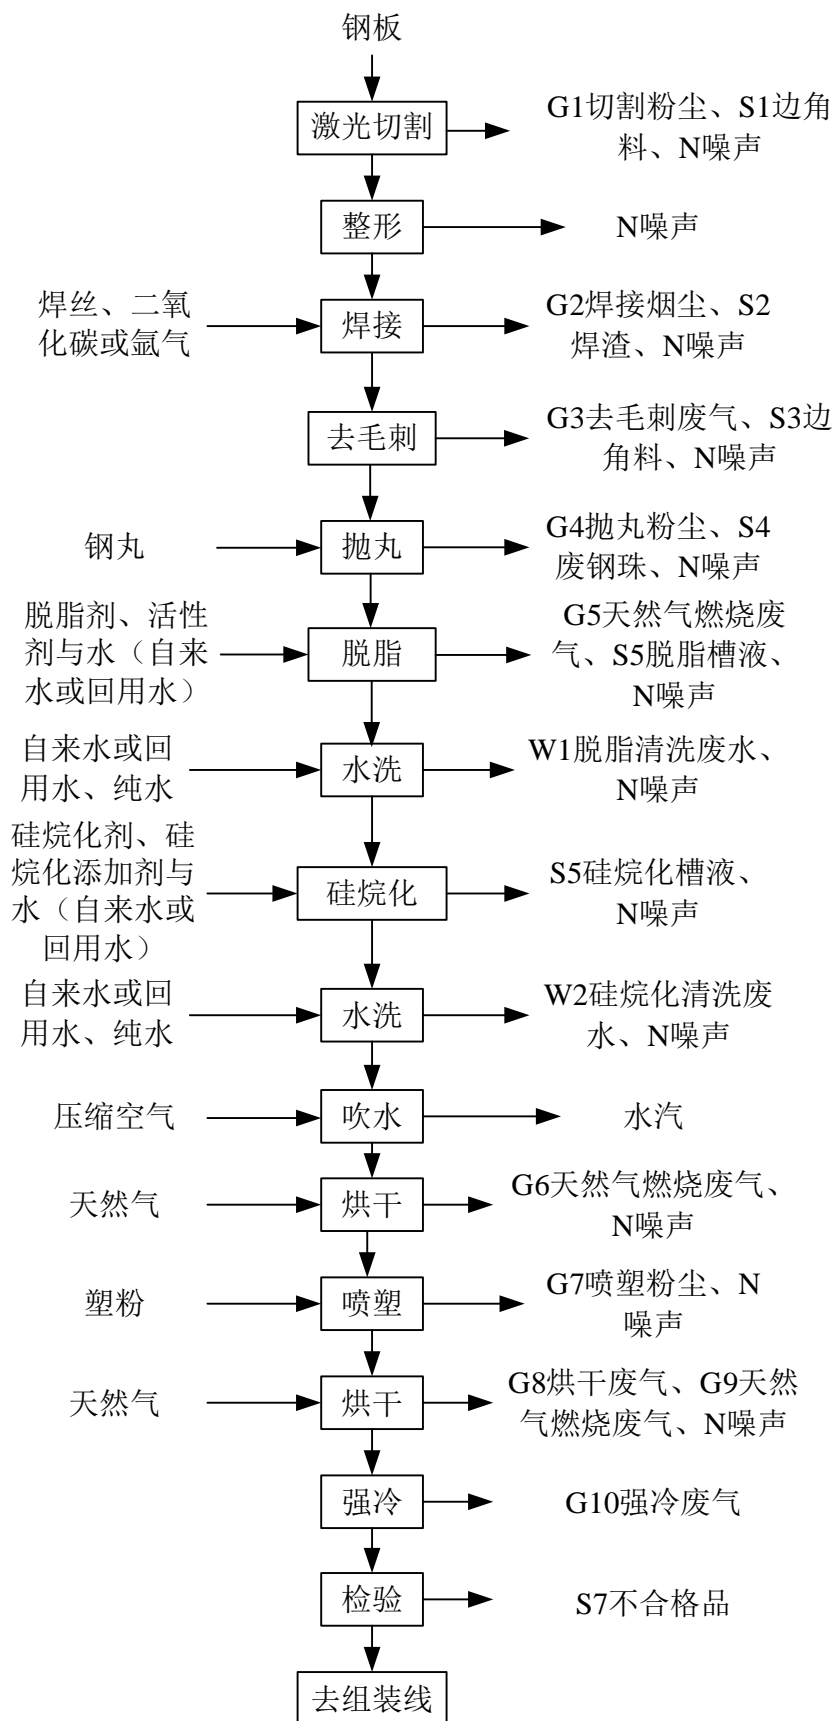 钢板
激光切割
G1切割粉尘、S1边角
料、N噪声
整形
N噪声
焊丝、二氧
化碳或氩气
焊接
G2焊接烟尘、S2
焊渣、N噪声
去毛刺
G3去毛刺废气、S3边
角料、N噪声
钢丸
抛丸
G4抛丸粉尘、S4
废钢珠、N噪声
脱脂剂、活性
剂与水（自来
水或回用水）
脱脂
G5天然气燃烧废
气、S5脱脂槽液、
N噪声
自来水或回
用水、纯水
水洗
W1脱脂清洗废水、
N噪声
硅烷化剂、硅
烷化添加剂与
水（自来水或
回用水）
硅烷化
S5硅烷化槽液、
N噪声
自来水或回
用水、纯水
水洗
W2硅烷化清洗废
水、N噪声
压缩空气
吹水
水汽
天然气
烘干
G6天然气燃烧废气、
N噪声
塑粉
喷塑
G7喷塑粉尘、N
噪声
天然气
烘干
G8烘干废气、G9天然
气燃烧废气、N噪声
强冷
G10强冷废气
检验
S7不合格品
去组装线